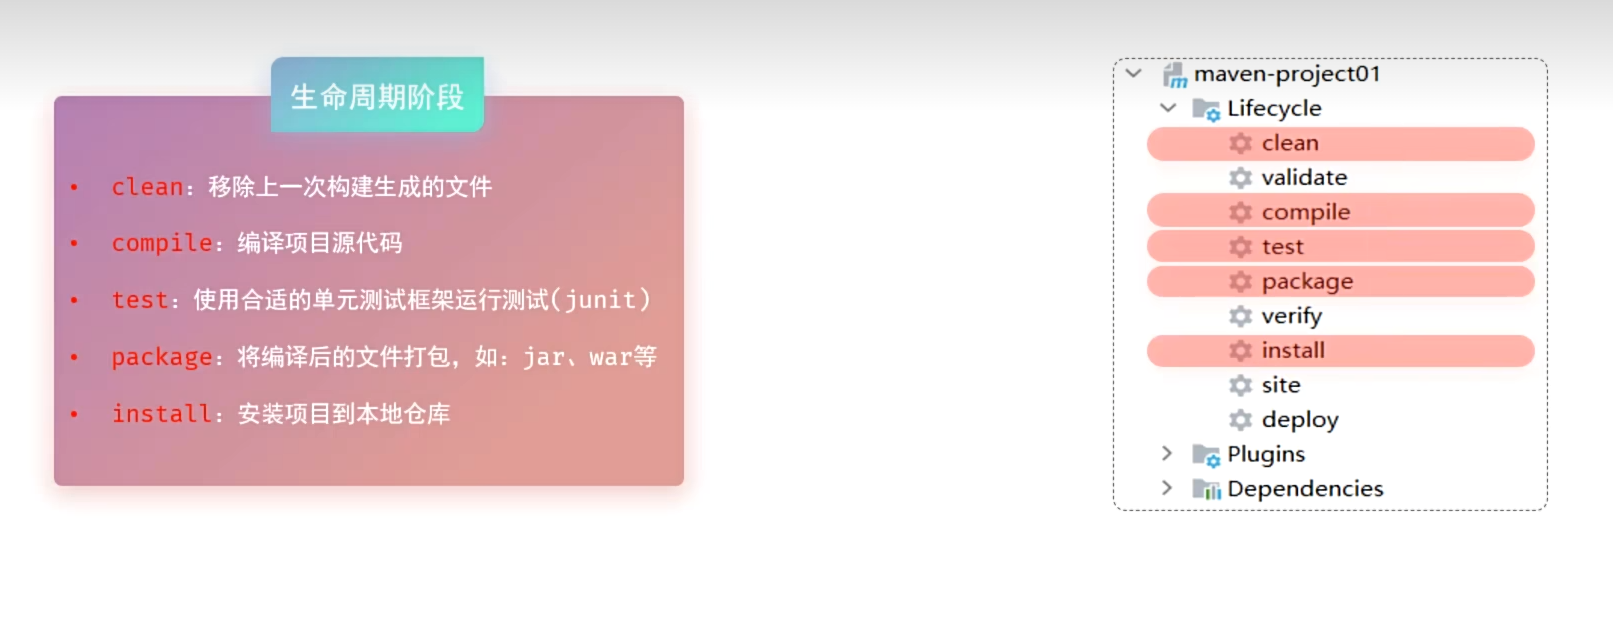 生命周期阶段
• clean：移除上一次构建生成的文件
• compile：编译项目源代码
• test：使用合适的单元测试框架运行测试(junit)
• package：将编译后的文件打包，如：jar、war等
• install：安装项目到本地仓库
maven-project01
Lifecycle
clean
validate
compile
test
package
verify
install
site
deploy
Plugins
Dependencies